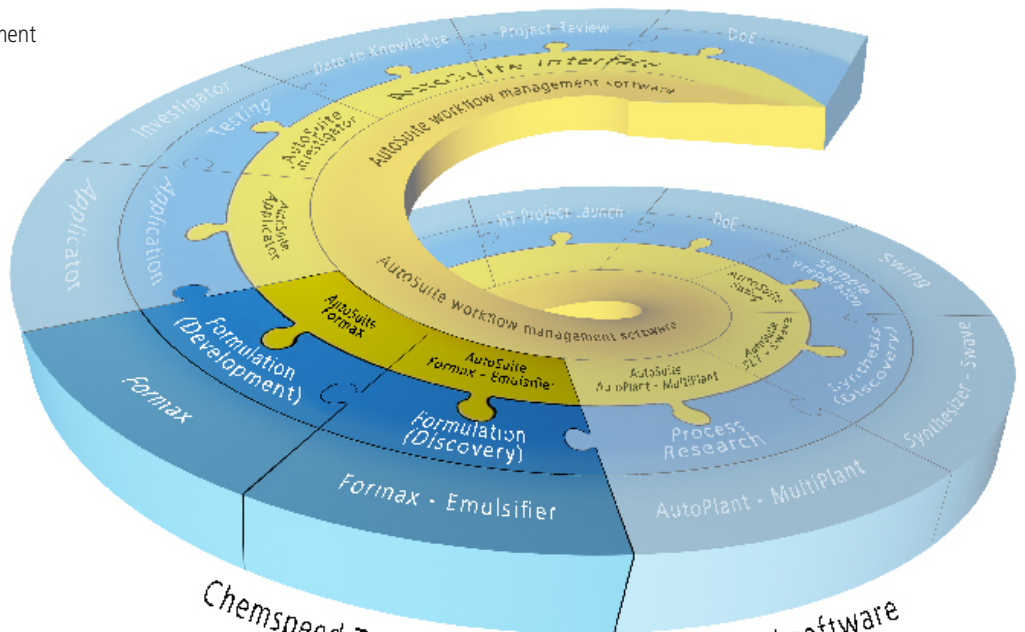 Investigator
Data to Knowledge
Project Review
DoE
Testing
AutoSuite Interface
AutoSuite workflow management software
AutoSuite
Investigator
Applicator
Application
AutoSuite
Applicator
HT Project Launch
DoE
Sample
Preparation
Swing
AutoSuite
Swing
AutoSuite workflow management software
AutoSuite
SLT - SWave
Synthesis
(Discovery)
Synthesizer - Swave
AutoSuite
Formax
AutoSuite
Formax - Emulsifier
AutoSuite
AutoPlant - MultiPlant
Formulation
(Development)
Formulation
(Discovery)
Process
Research
Formax
Formax - Emulsifier
AutoPlant - MultiPlant
Chemspeed
software